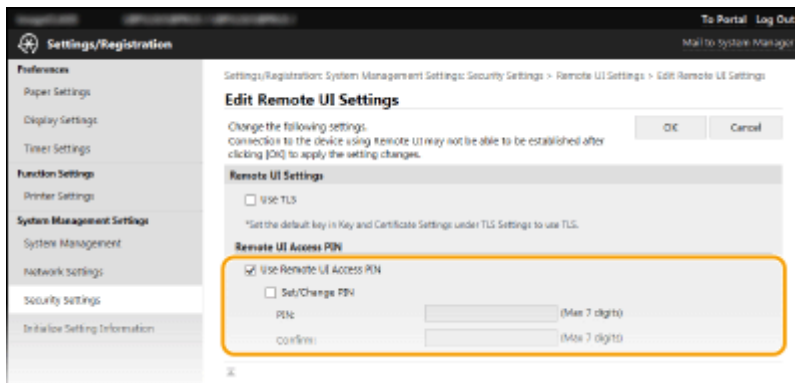 To Portal Log Out
Settings/Registration
Mail to System Manager
Preferences
Paper Settings
Display Settings
Timer Settings
Function Settings
Printer Settings
System Management Settings
System Management
Network Settings
Security Settings
Initialize Setting Information
Settings/Registration: System Management Settings: Security Settings > Remote UI Settings > Edit Remote UI Settings
Edit Remote UI Settings
Change the following settings.
Connection to the device using Remote UI may not be able to be established after
clicking [OK] to apply the setting changes.
OK Cancel
Remote UI Settings
Use TLS
*Set the default key in Key and Certificate Settings under TLS Settings to use TLS.
Remote UI Access PIN
Use Remote UI Access PIN
Set/Change PIN
PIN: (Max 7 digits)
Confirm: (Max 7 digits)